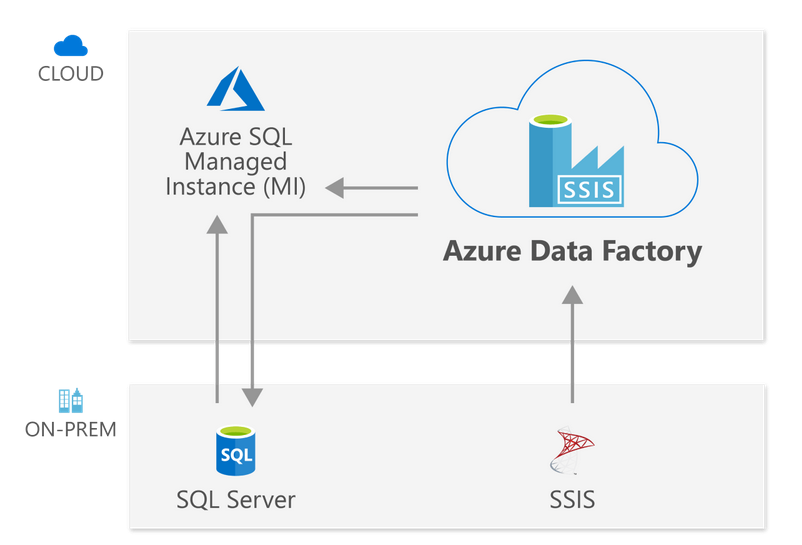 CLOUD
Azure SQL
Managed
Instance (MI)
SSIS
Azure Data Factory
ON-PREM
SQL
SQL Server
SSIS